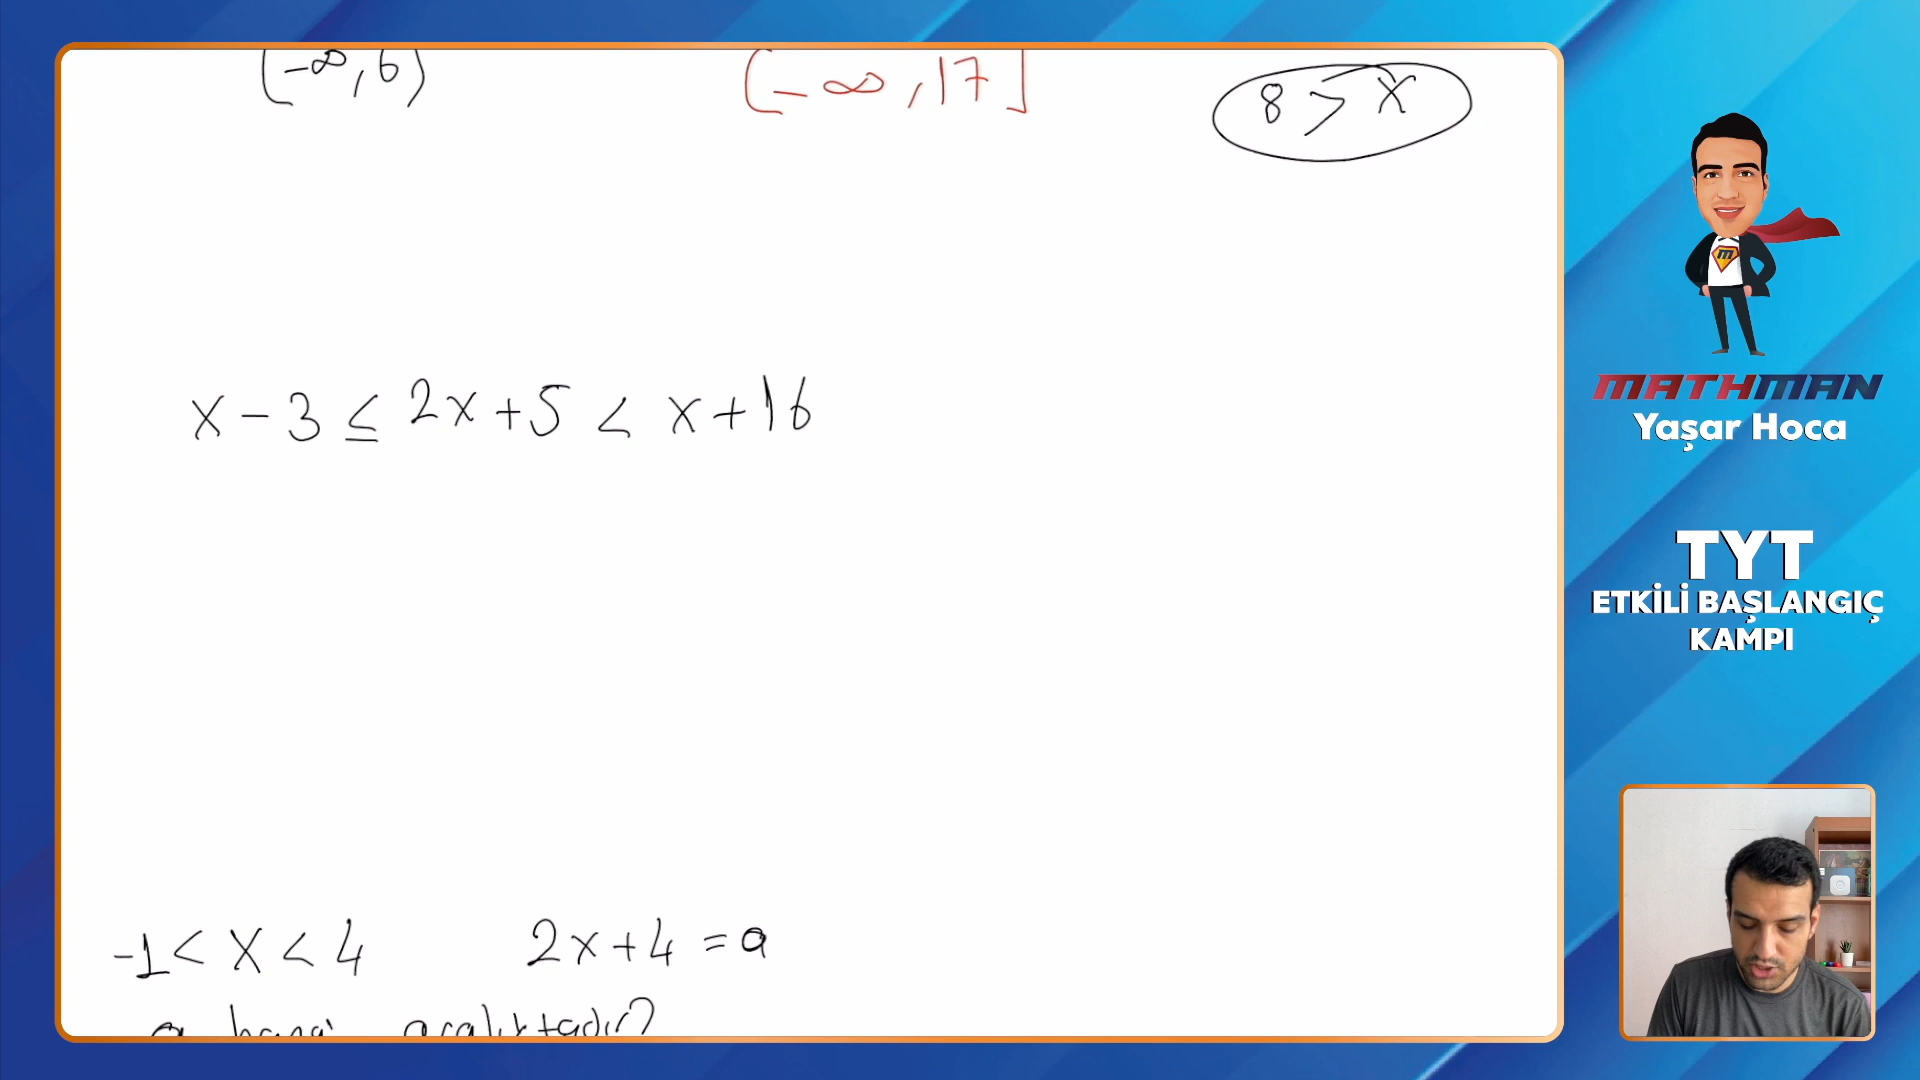 (-∞, 6)
(-∞, 17]
8 > x
x - 3 ≤ 2x + 5 < x + 16
-1 < x < 4
2x + 4 = a
a hangi aralıktadır?
m
MATHMAN
Yaşar Hoca
TYT
ETKİLİ BAŞLANGIÇ
KAMPI